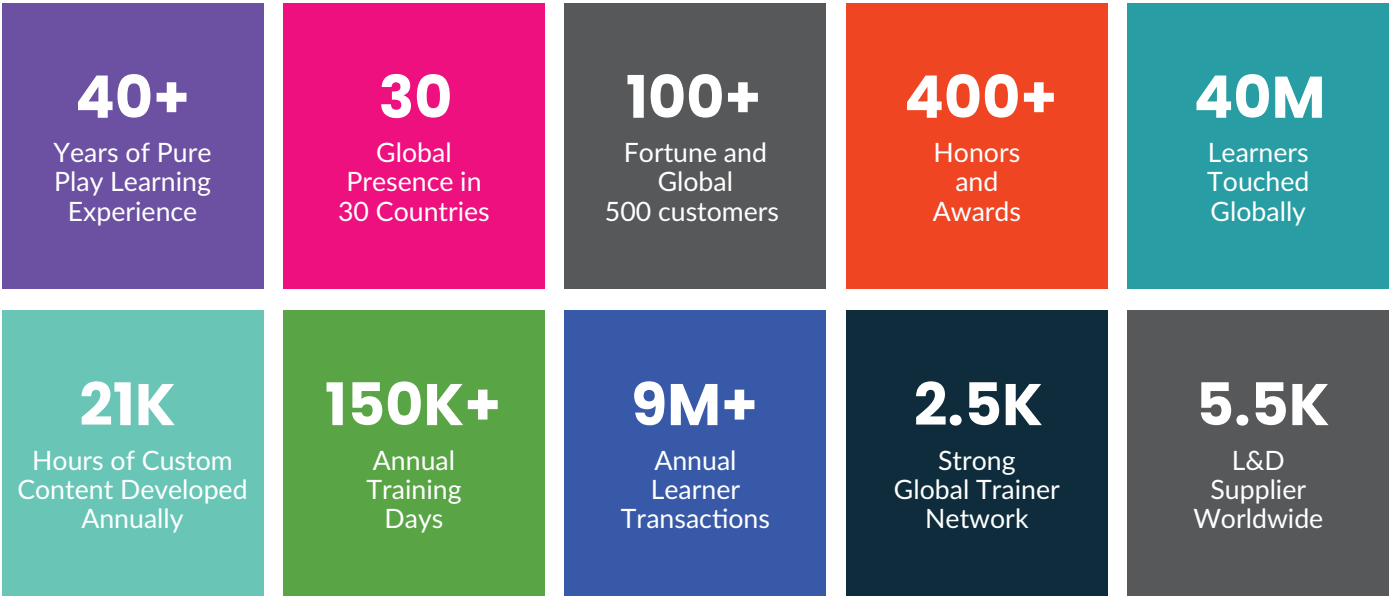 40+
Years of Pure
Play Learning
Experience
30
Global
Presence in
30 Countries
100+
Fortune and
Global
500 customers
400+
Honors
and
Awards
40M
Learners
Touched
Globally
21K
Hours of Custom
Content Developed
Annually
150K+
Annual
Training
Days
9M+
Annual
Learner
Transactions
2.5K
Strong
Global Trainer
Network
5.5K
L&D
Supplier
Worldwide